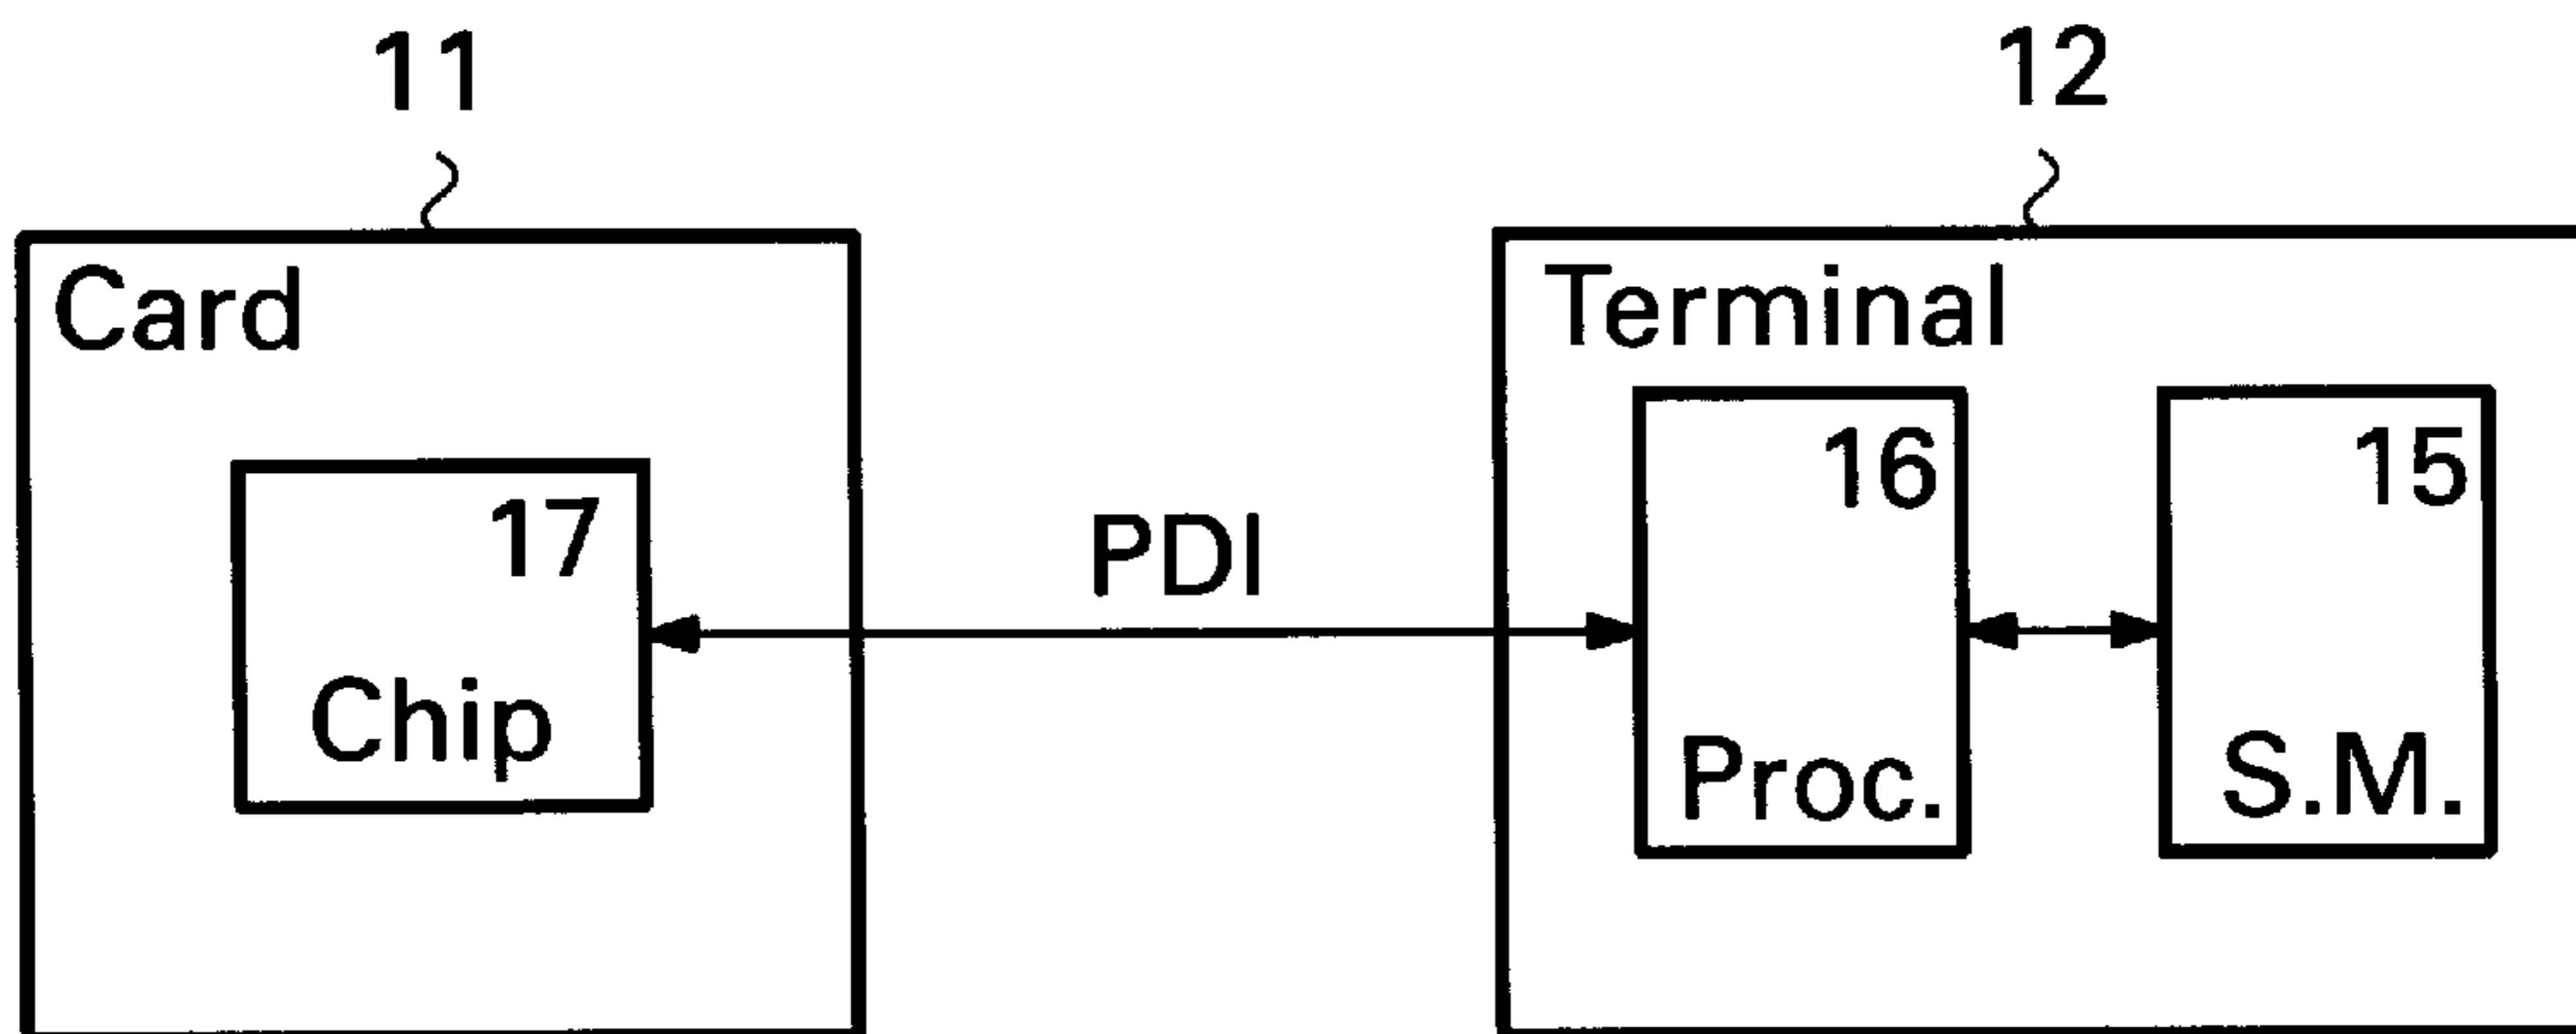 11
12
Card
Terminal
17
Chip
PDI
16
Proc.
15
S.M.